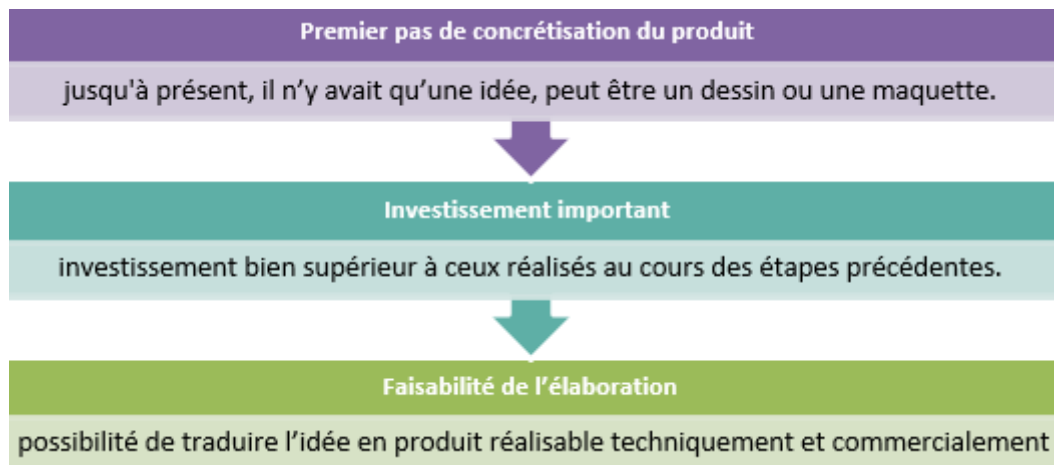 Premier pas de concrétisation du produit
jusqu'à présent, il n’y avait qu’une idée, peut être un dessin ou une maquette.
Investissement important
investissement bien supérieur à ceux réalisés au cours des étapes précédentes.
Faisabilité de l’élaboration
possibilité de traduire l’idée en produit réalisable techniquement et commercialement